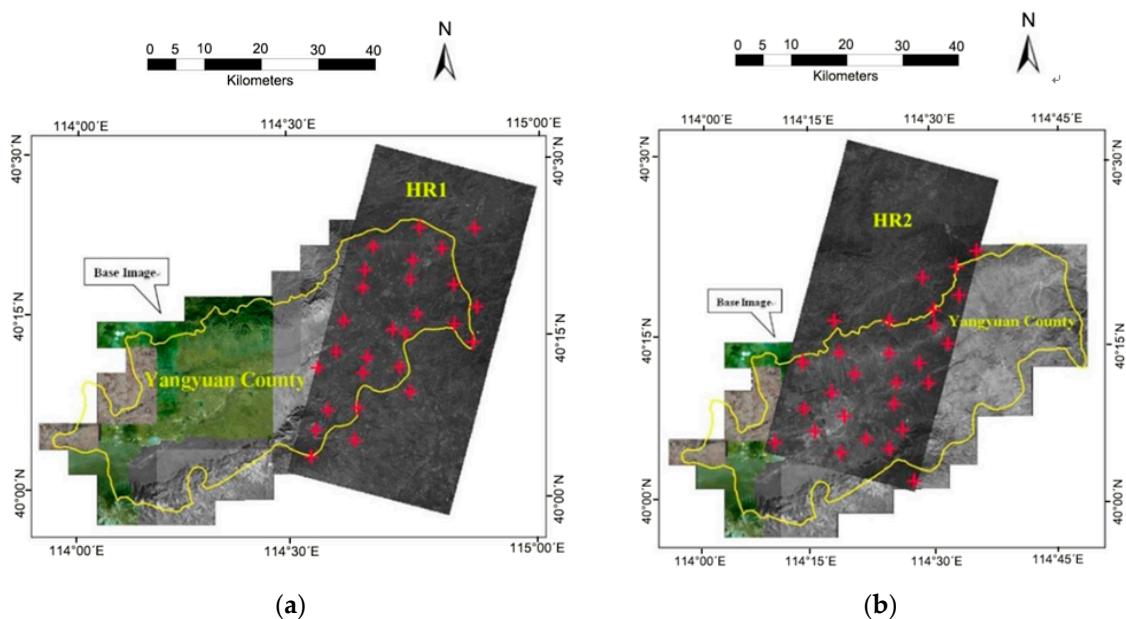 N
0 5 10 20 30 40
Kilometers
114°00´E 114°30´E 115°00´E
40°30´N
40°30´N
HR1
Base Image
40°15´N
40°15´N
Yangyuan County
40°00´N
40°00´N
114°00´E 114°30´E 115°00´E
(a)
N
0 5 10 20 30 40
Kilometers
114°00´E 114°15´E 114°30´E 114°45´E
40°30´N
40°30´N
HR2
Base Image
Yangyuan County
40°15´N
40°15´N
40°00´N
40°00´N
114°00´E 114°15´E 114°30´E 114°45´E
(b)